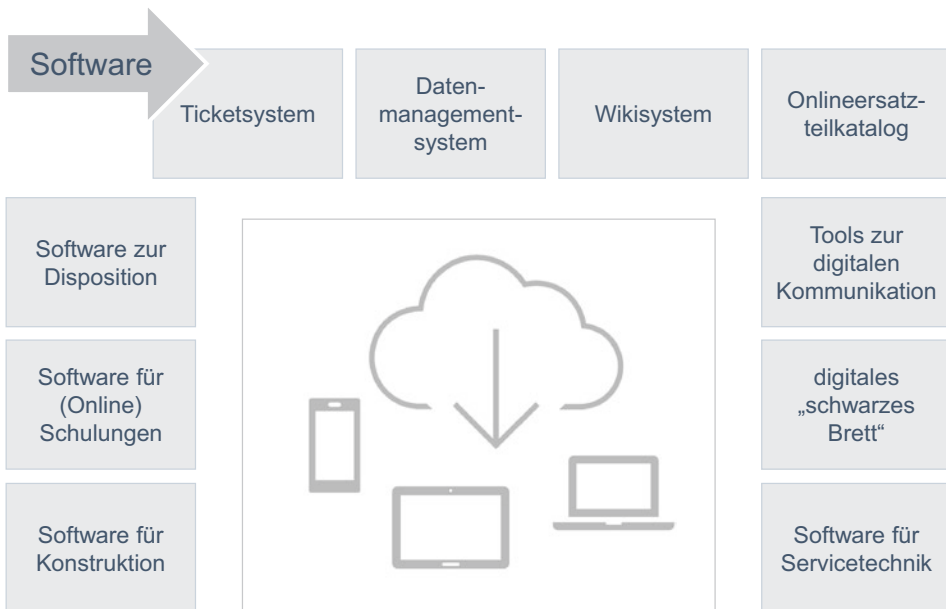 Software
Ticketsystem
Daten-
management-
system
Wikisystem
Onlineersatz-
teilkatalog
Software zur
Disposition
Tools zur
digitalen
Kommunikation
Software für
(Online)
Schulungen
digitales
„schwarzes
Brett“
Software für
Konstruktion
Software für
Servicetechnik